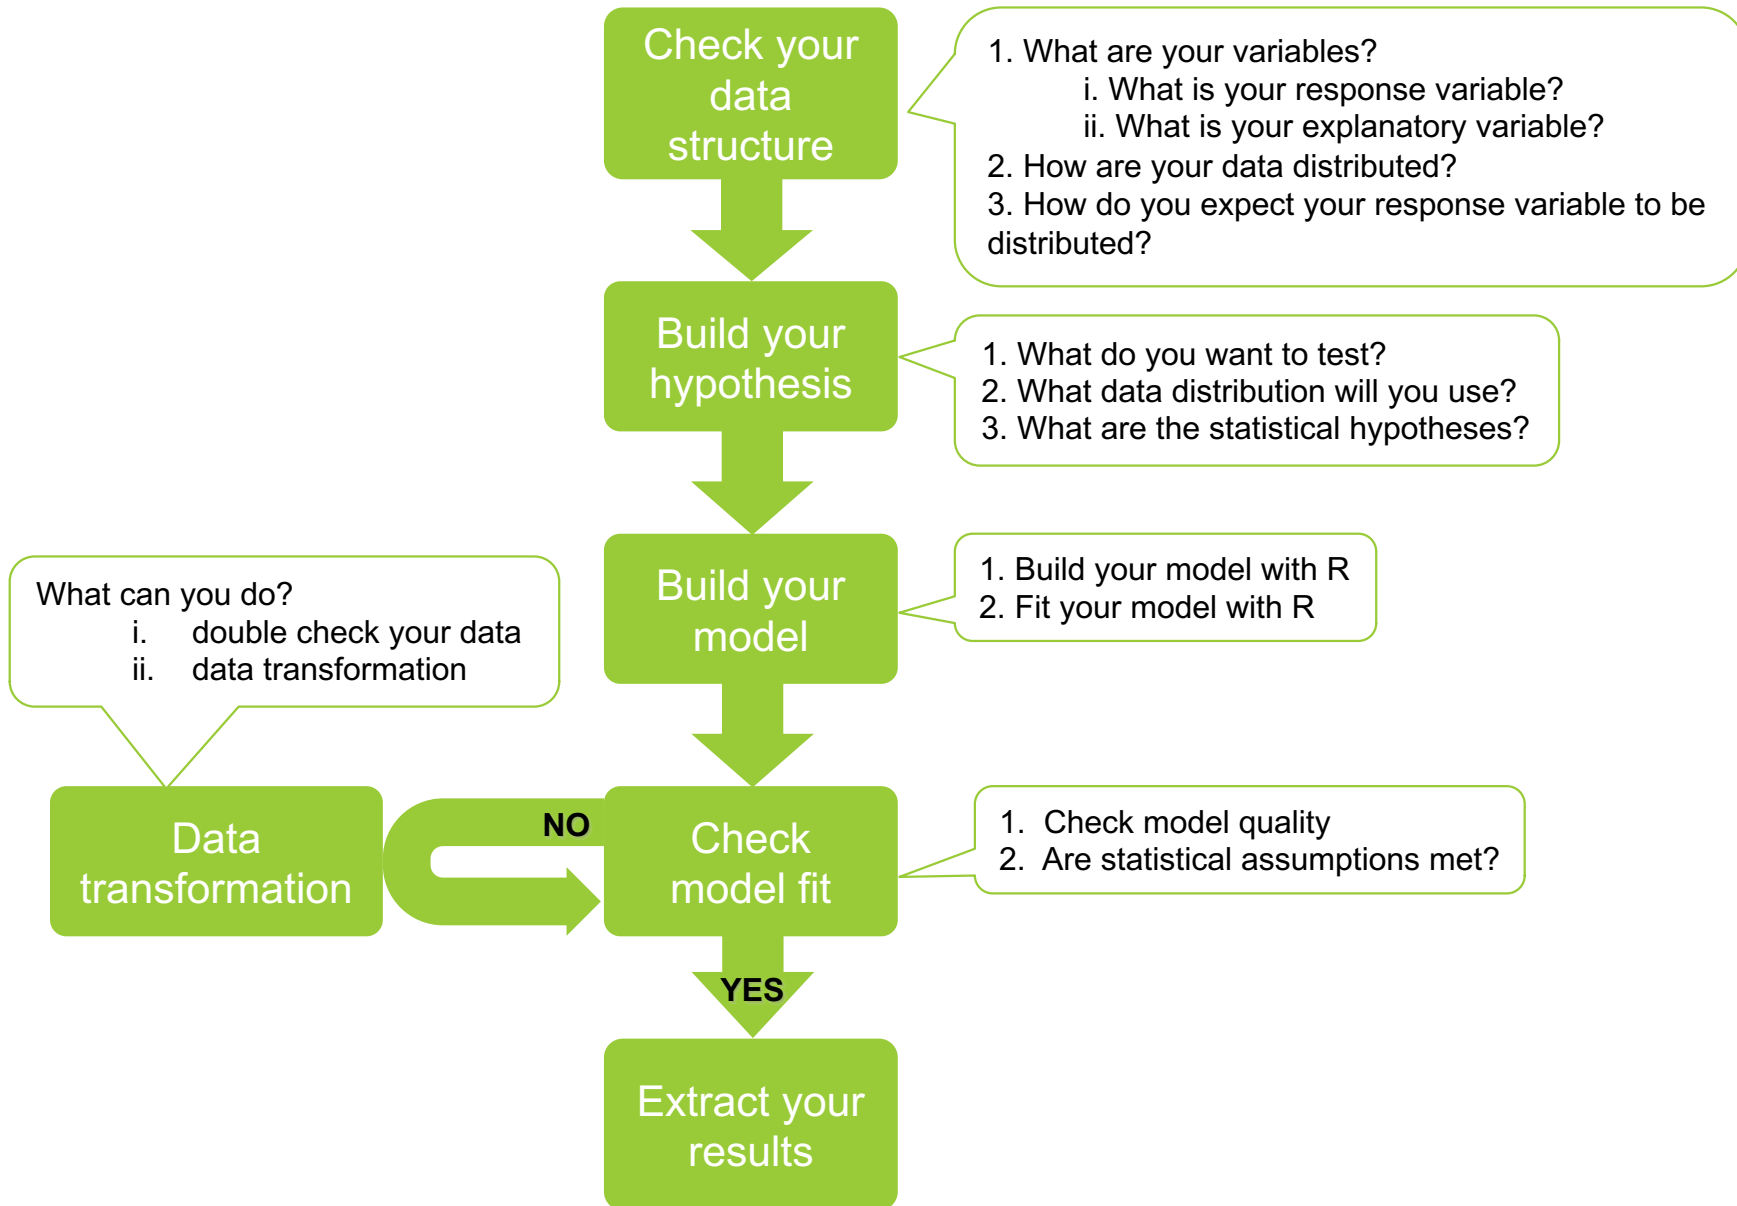 Check your
data
structure
1. What are your variables?
i. What is your response variable?
ii. What is your explanatory variable?
2. How are your data distributed?
3. How do you expect your response variable to be
distributed?
Build your
hypothesis
1. What do you want to test?
2. What data distribution will you use?
3. What are the statistical hypotheses?
Build your
model
1. Build your model with R
2. Fit your model with R
What can you do?
i. double check your data
ii. data transformation
Data
transformation
NO
Check
model fit
1. Check model quality
2. Are statistical assumptions met?
YES
Extract your
results